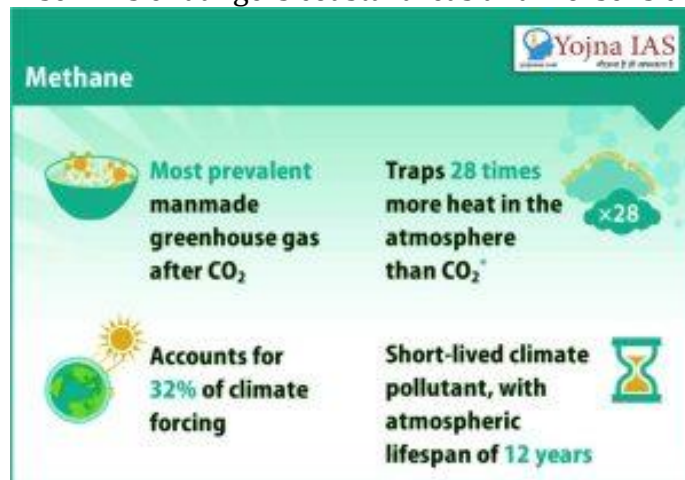 Yojna IAS
Methane
Most prevalent
manmade
greenhouse gas
after CO₂
Traps 28 times
more heat in the
atmosphere
than CO₂*
×28
Accounts for
32% of climate
forcing
Short-lived climate
pollutant, with
atmospheric
lifespan of 12 years